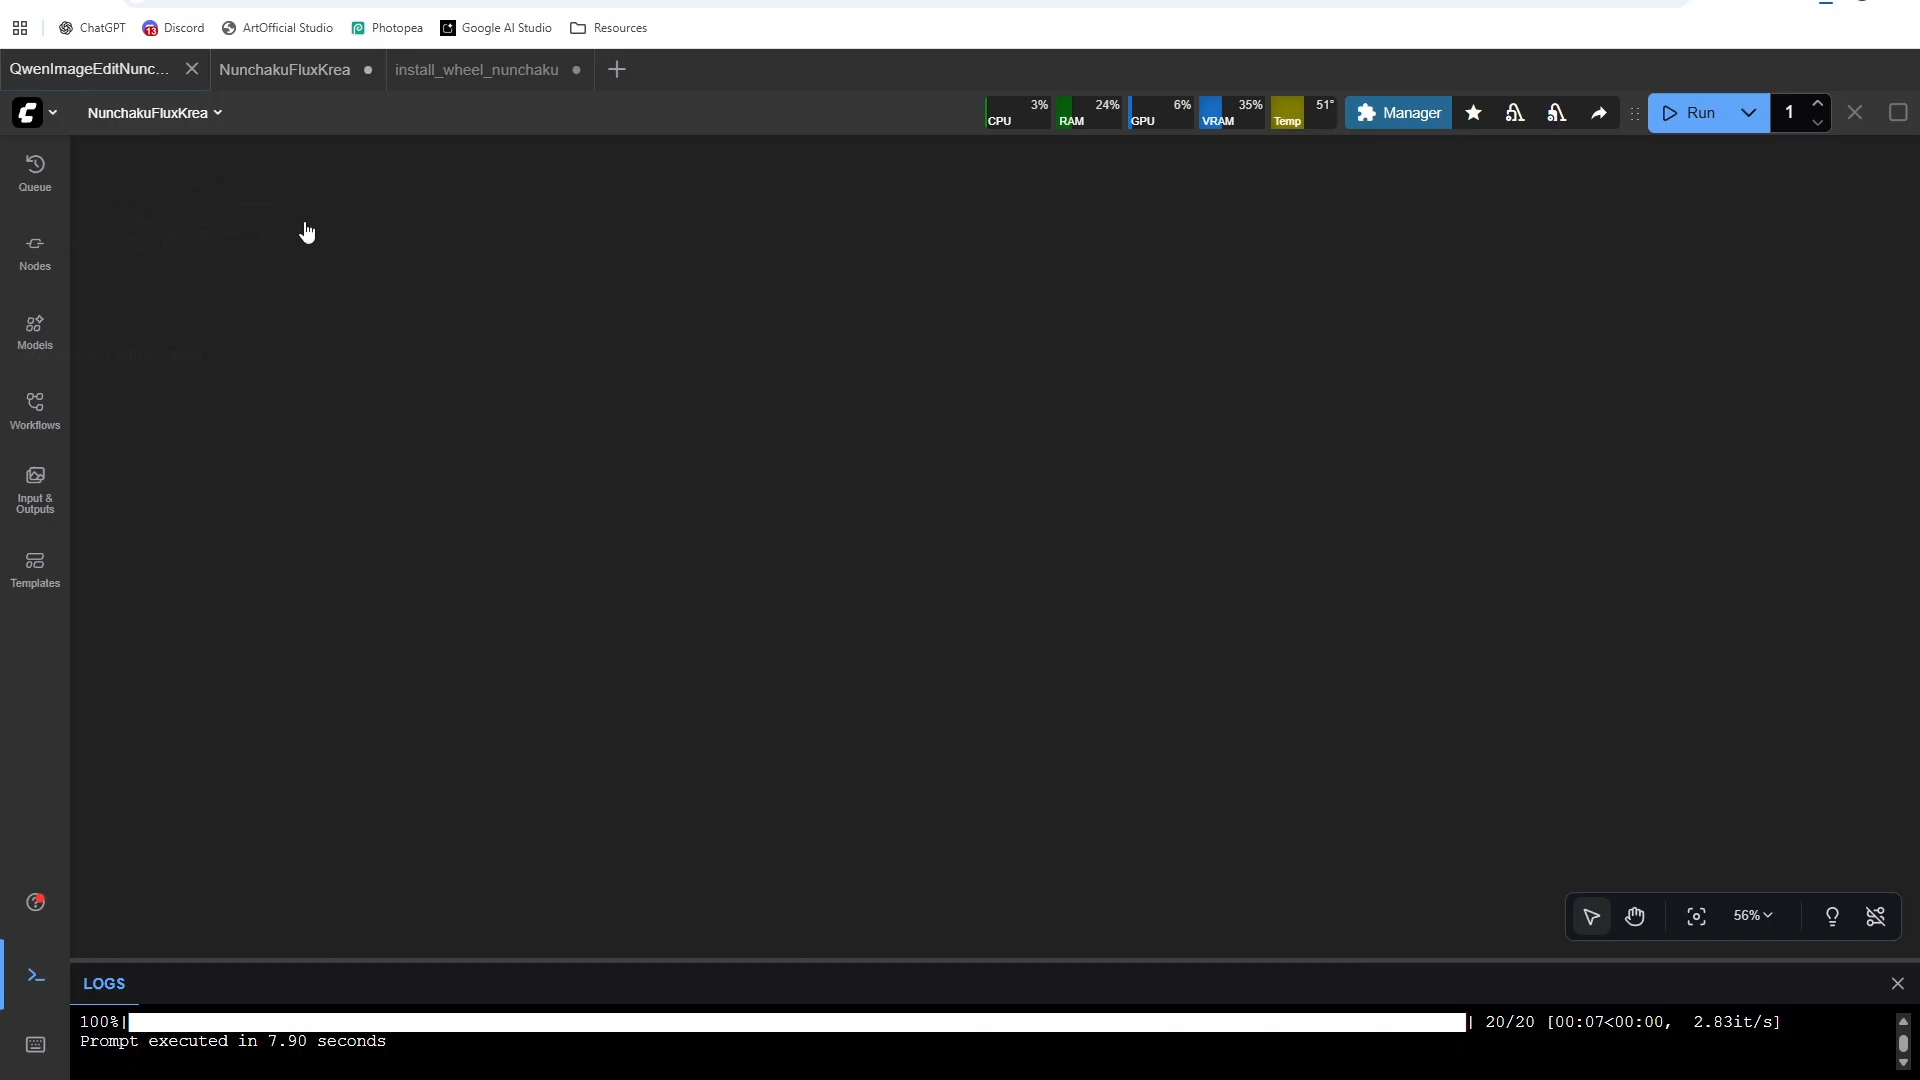 ChatGPT
13
Discord
ArtOfficial Studio
Photopea
Google AI Studio
Resources
QwenImageEditNunc...
NunchakuFluxKrea
install_wheel_nunchaku
NunchakuFluxKrea
CPU 3%
RAM 24%
GPU 6%
VRAM 35%
Temp 51°
Manager
Run
1
Queue
Nodes
Models
Workflows
Input &
Outputs
Templates
56%
LOGS
100%| | 20/20 [00:07<00:00, 2.83it/s]
Prompt executed in 7.90 seconds